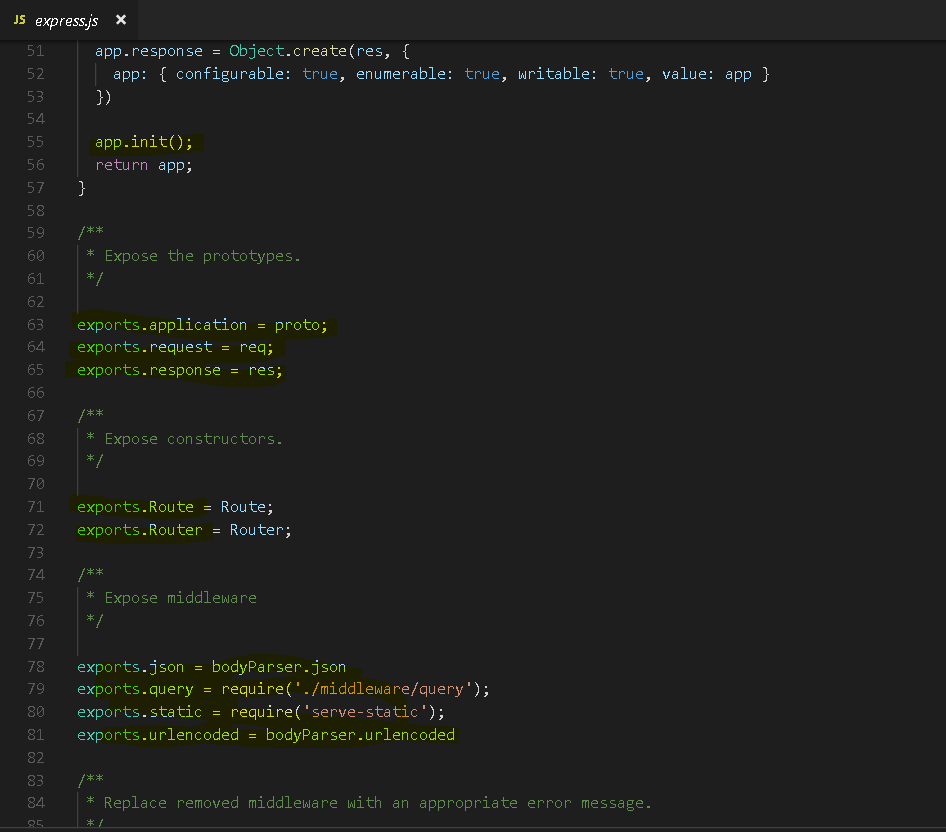 JS express.js ×
51 app.response = Object.create(res, {
52 app: { configurable: true, enumerable: true, writable: true, value: app }
53 })
54
55 app.init();
56 return app;
57 }
58
59 /**
60 * Expose the prototypes.
61 */
62
63 exports.application = proto;
64 exports.request = req;
65 exports.response = res;
66
67 /**
68 * Expose constructors.
69 */
70
71 exports.Route = Route;
72 exports.Router = Router;
73
74 /**
75 * Expose middleware
76 */
77
78 exports.json = bodyParser.json
79 exports.query = require('./middleware/query');
80 exports.static = require('serve-static');
81 exports.urlencoded = bodyParser.urlencoded
82
83 /**
84 * Replace removed middleware with an appropriate error message.
85 */